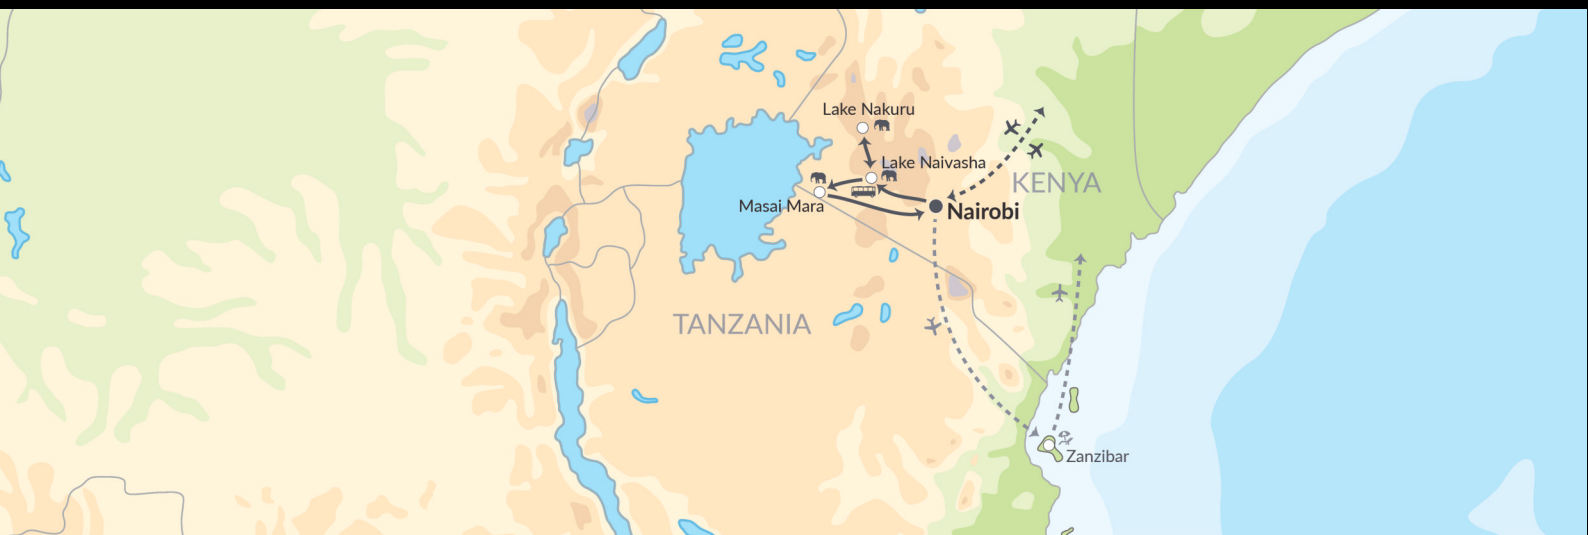 Lake Nakuru
Lake Naivasha
KENYA
Masai Mara
Nairobi
TANZANIA
Zanzibar